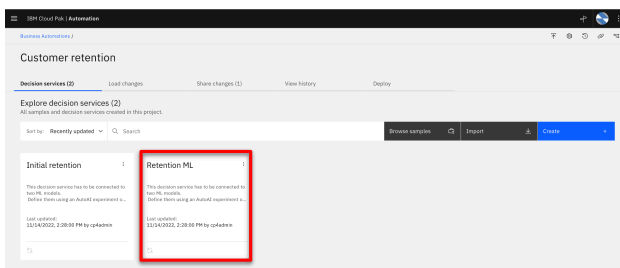 IBM Cloud Pak | Automation
Business Automations /
Customer retention
Decision services (2) Load changes Share changes (1) View history Deploy
Explore decision services (2)
All samples and decision services created in this project.
Sort by: Recently updated Search Browse samples Import Create +
Initial retention Retention ML
This decision service has to be connected to two ML models.
Define them using an AutoAI experiment o...
Last updated:
11/14/2022, 2:28:00 PM by cp4admin
This decision service has to be connected to two ML models.
Define them using an AutoAI experiment o...
Last updated:
11/14/2022, 2:28:00 PM by cp4admin